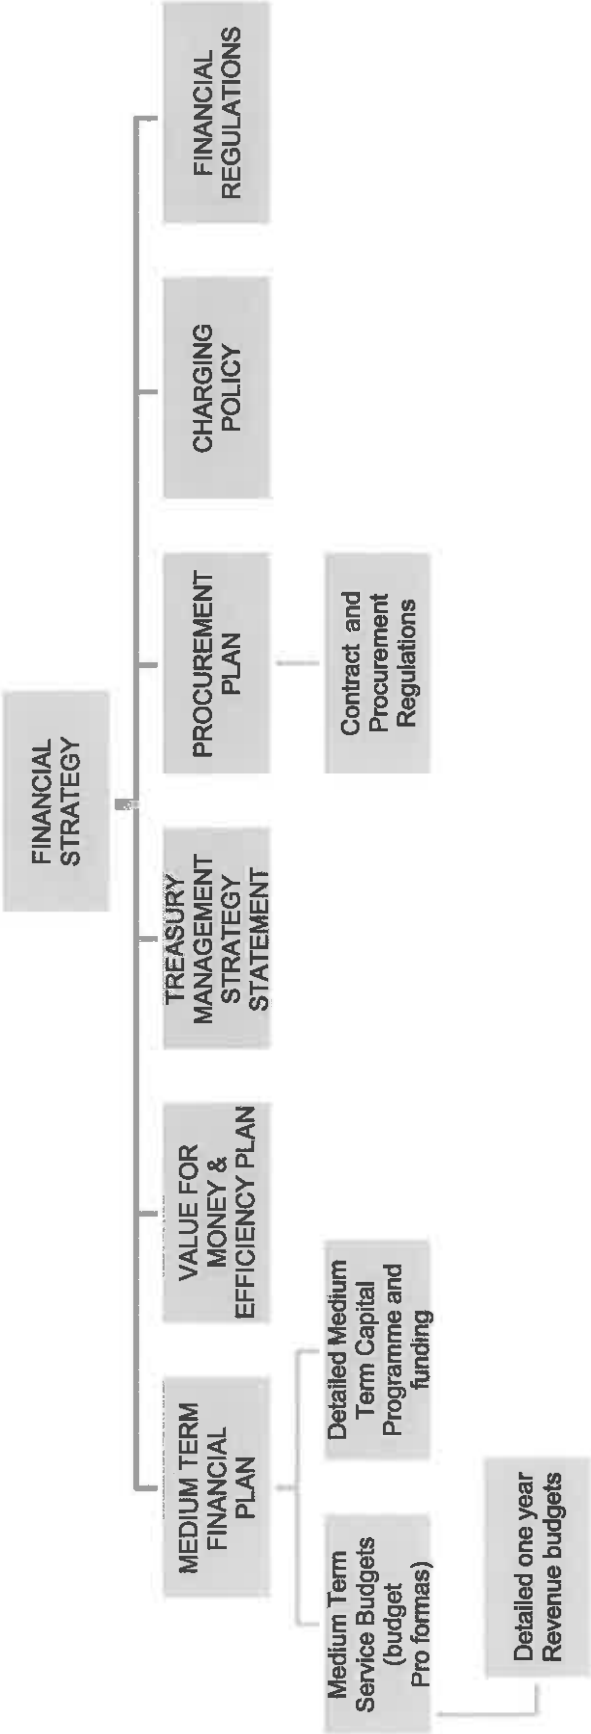 FINANCIAL
STRATEGY
MEDIUM TERM
FINANCIAL
PLAN
VALUE FOR
MONEY &
EFFICIENCY PLAN
TREASURY
MANAGEMENT
STRATEGY
STATEMENT
PROCUREMENT
PLAN
CHARGING
POLICY
FINANCIAL
REGULATIONS
Medium Term
Service Budgets
(budget
Pro formas)
Detailed Medium
Term Capital
Programme and
funding
Contract and
Procurement
Regulations
Detailed one year
Revenue budgets